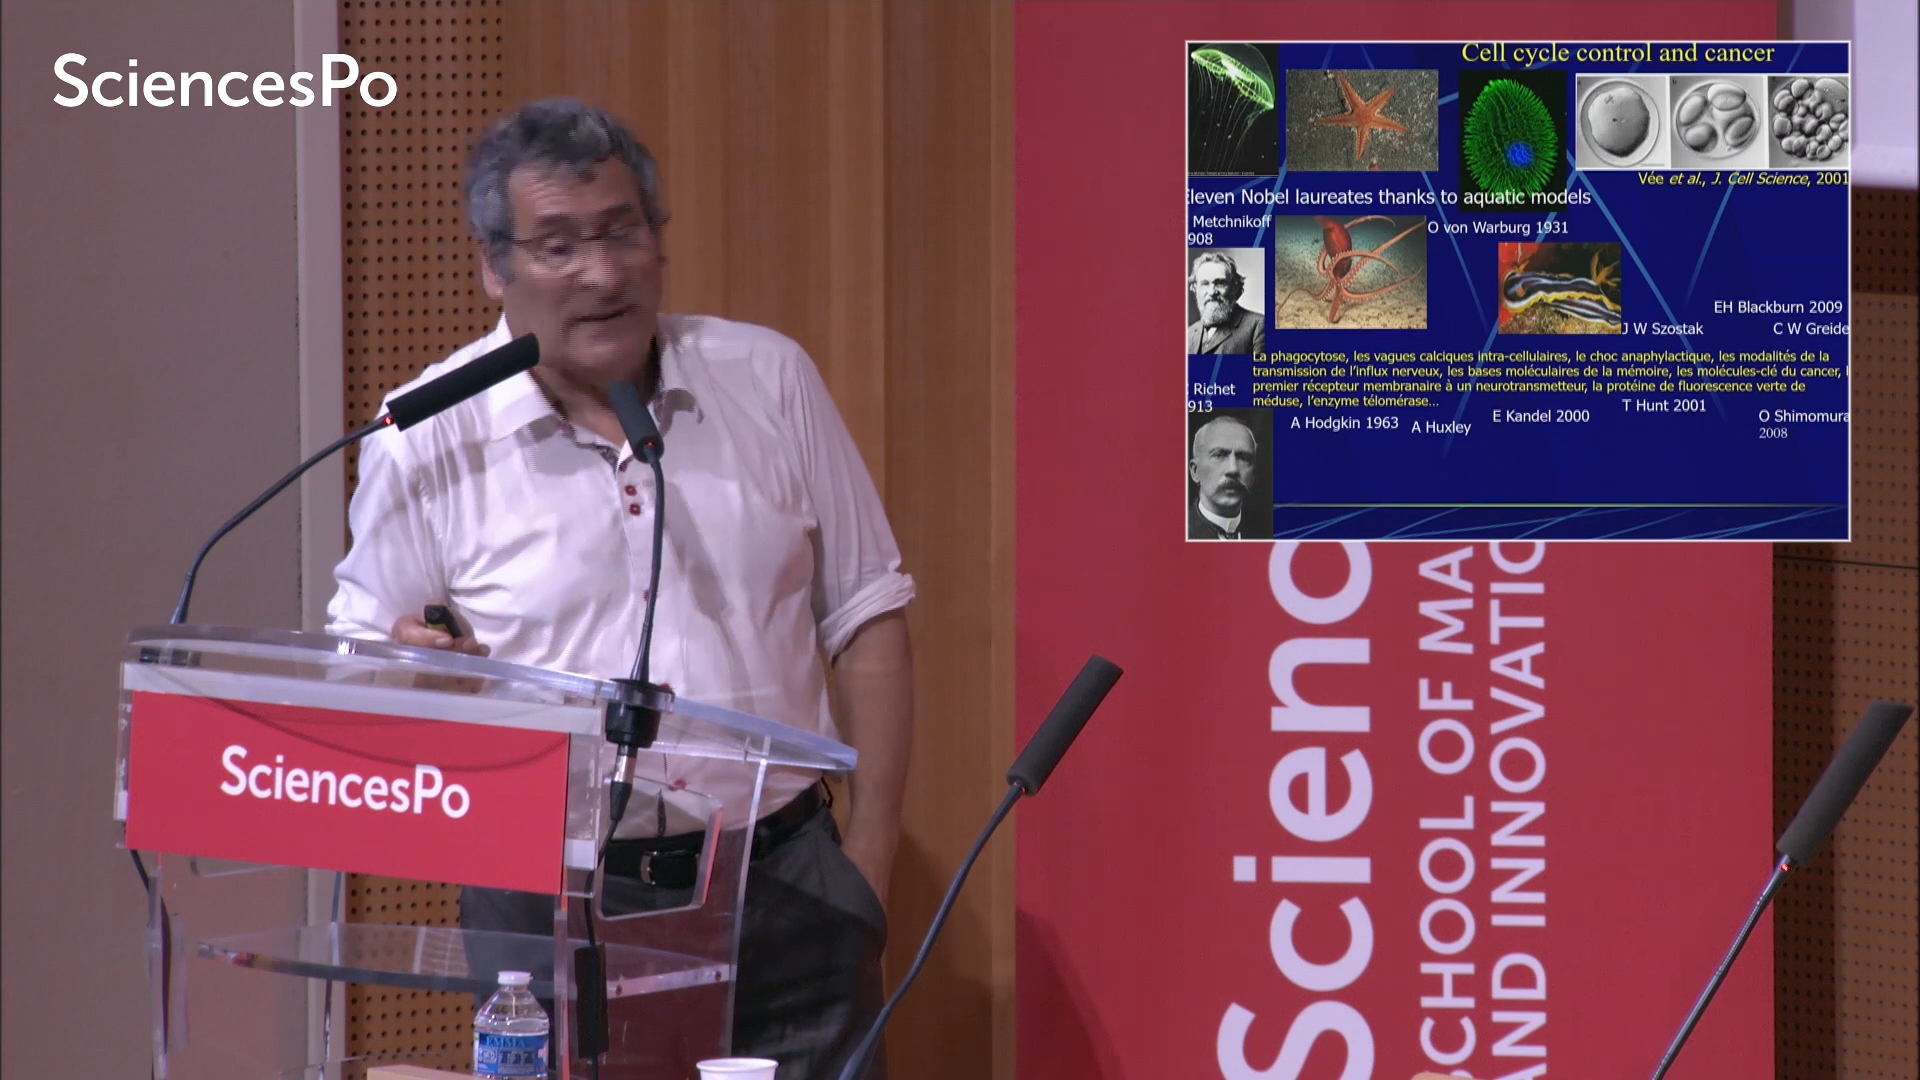 SciencesPo
Cell cycle control and cancer
Vée et al., J. Cell Science, 2001
Eleven Nobel laureates thanks to aquatic models
Metchnikoff
908
O von Warburg 1931
EH Blackburn 2009
J W Szostak
C W Greide
La phagocytose, les vagues calciques intra-cellulaires, le choc anaphylactique, les modalités de la
transmission de l'influx nerveux, les bases moléculaires de la mémoire, les molécules-clé du cancer, l
premier récepteur membranaire à un neurotransmetteur, la protéine de fluorescence verte de
méduse, l'enzyme télomérase...
Richet
913
A Hodgkin 1963
A Huxley
E Kandel 2000
T Hunt 2001
O Shimomura
2008
SciencesPo
Scienc
CHOOL OF MA
AND INNOVATIO
EMMA